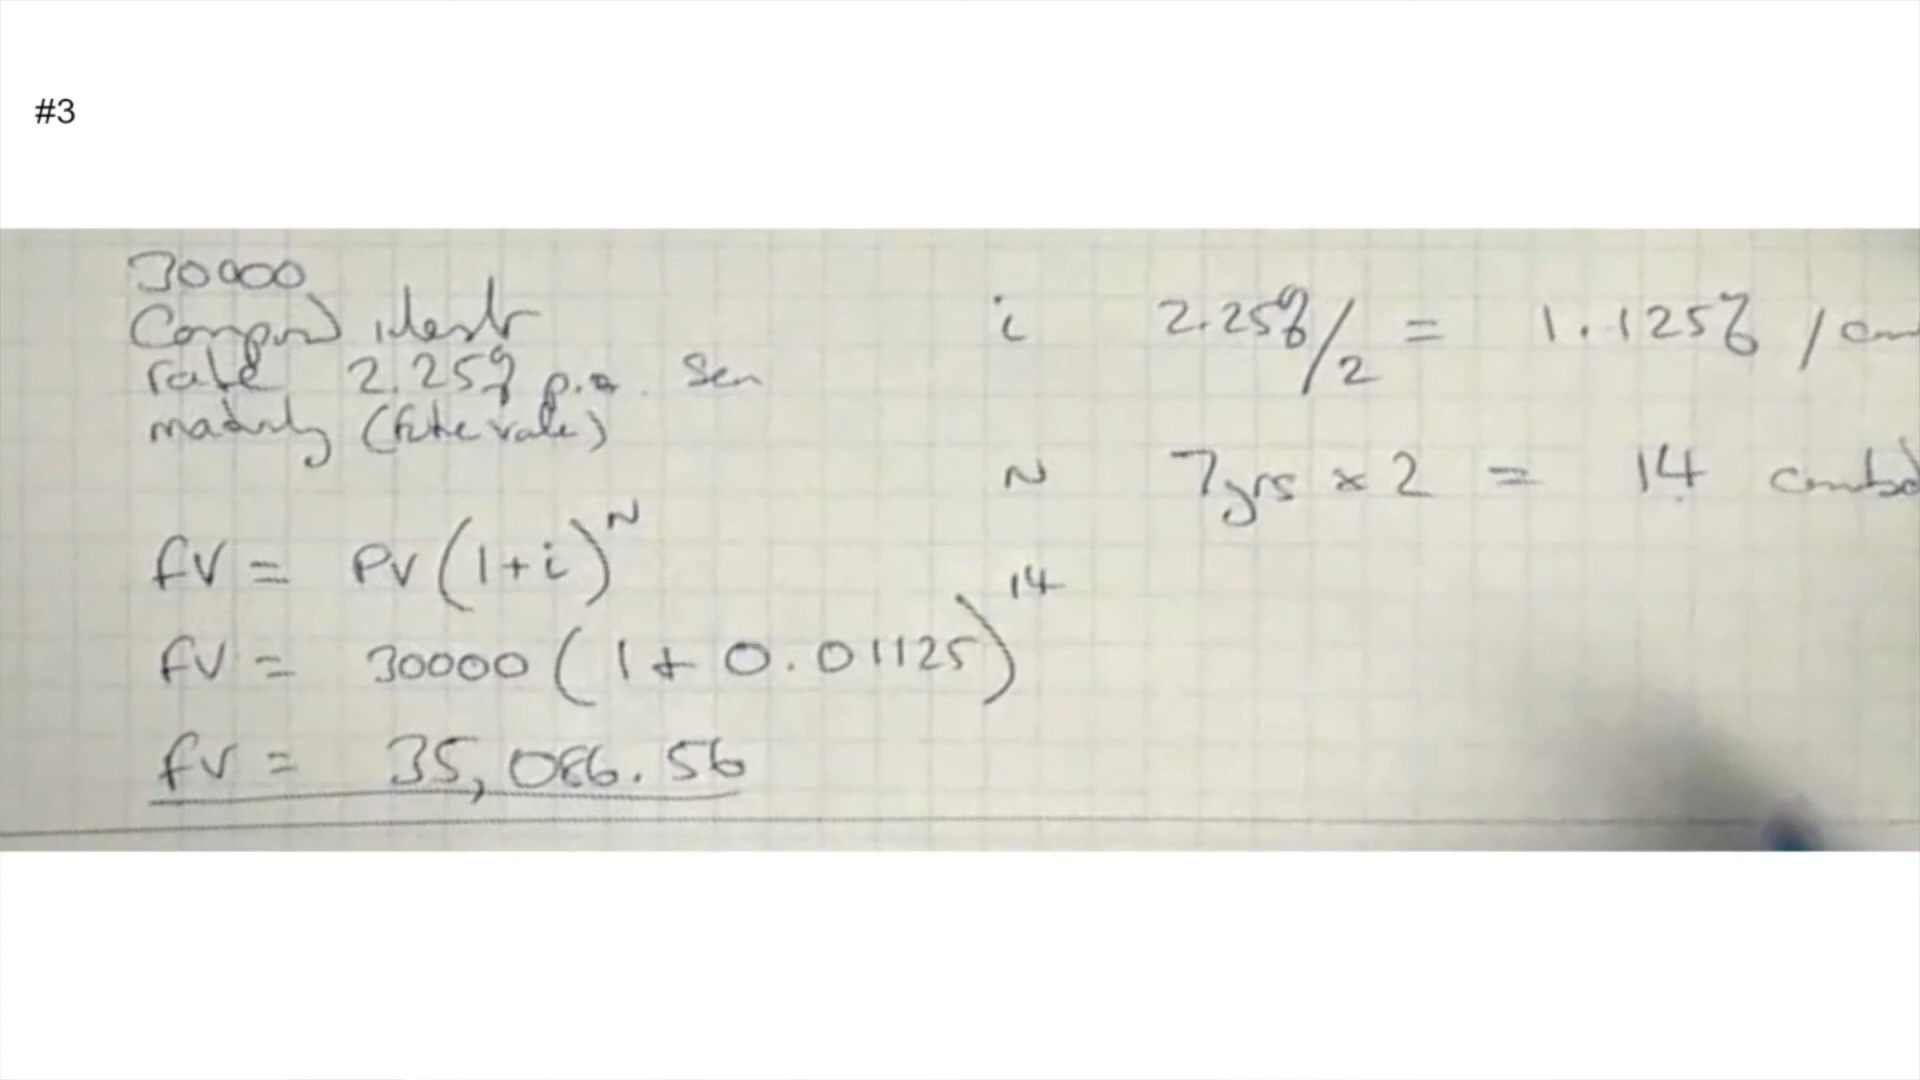 #3
30000
Compound interest
rate 2.25% p.a. sem
maturity (future value)
i 2.25%/2 = 1.125% /
N 7yrs x 2 = 14
FV = PV(1+i)^N
FV = 30000(1+0.01125)^14
FV = 35,086.56